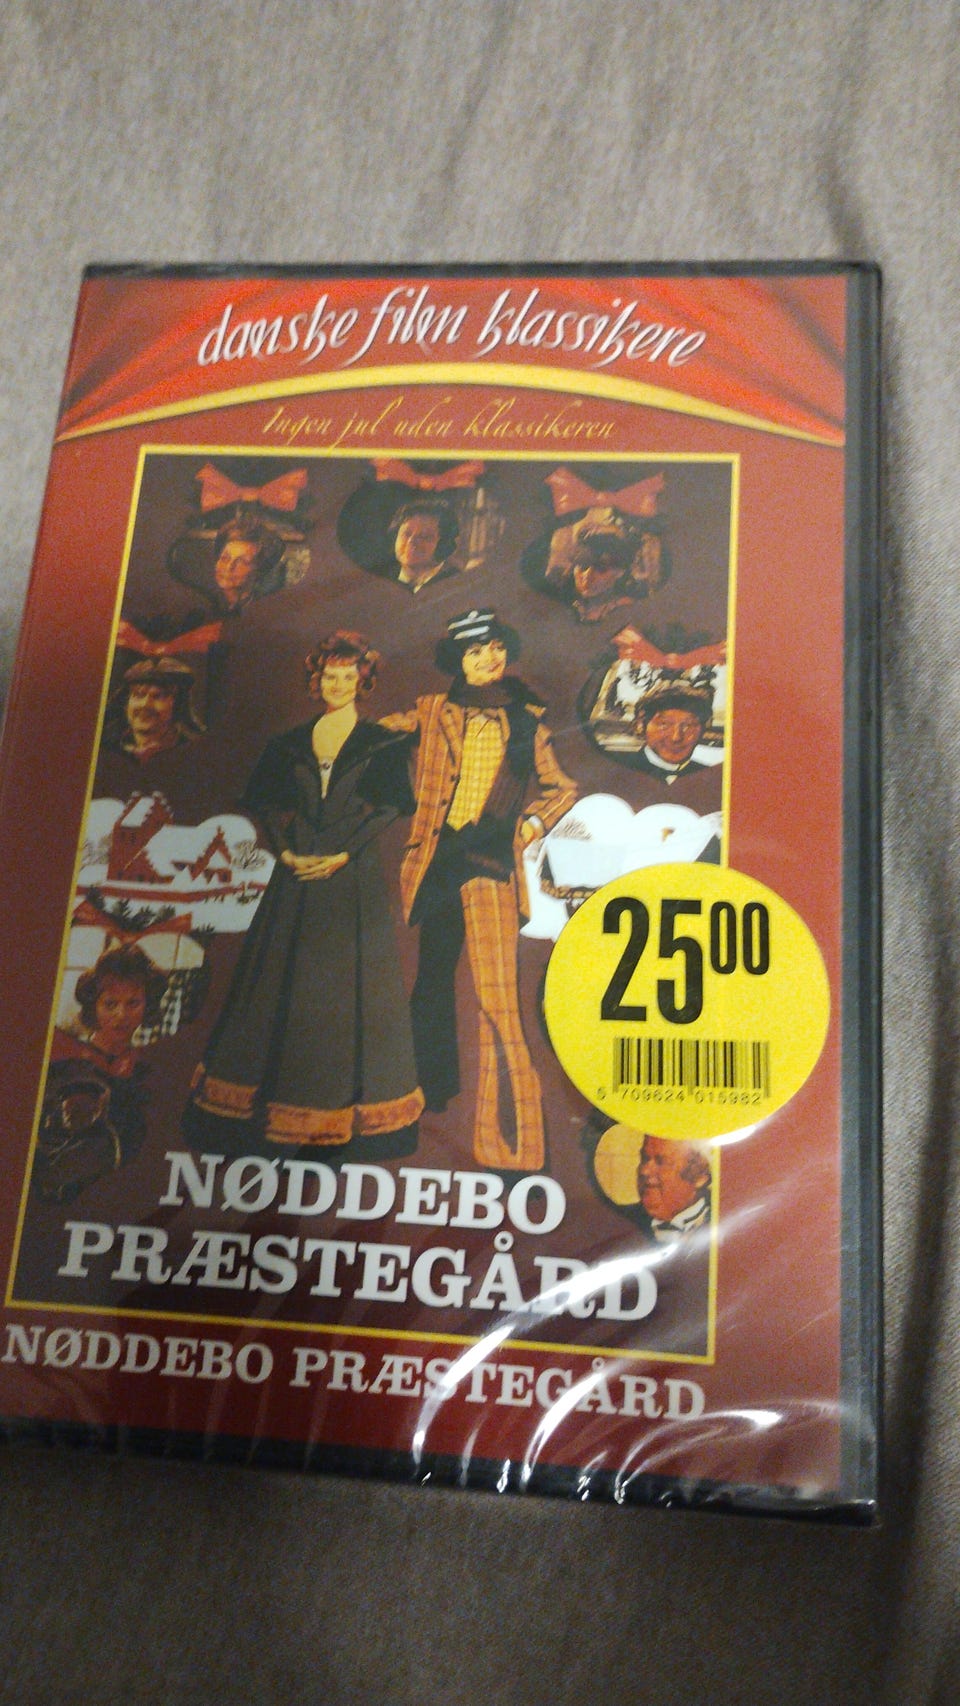 danske film klassikere
Ingen jul uden klassikeren
2500
5 709624 015982
NØDDEBO
PRÆSTEGÅRD
NØDDEBO PRÆSTEGÅRD